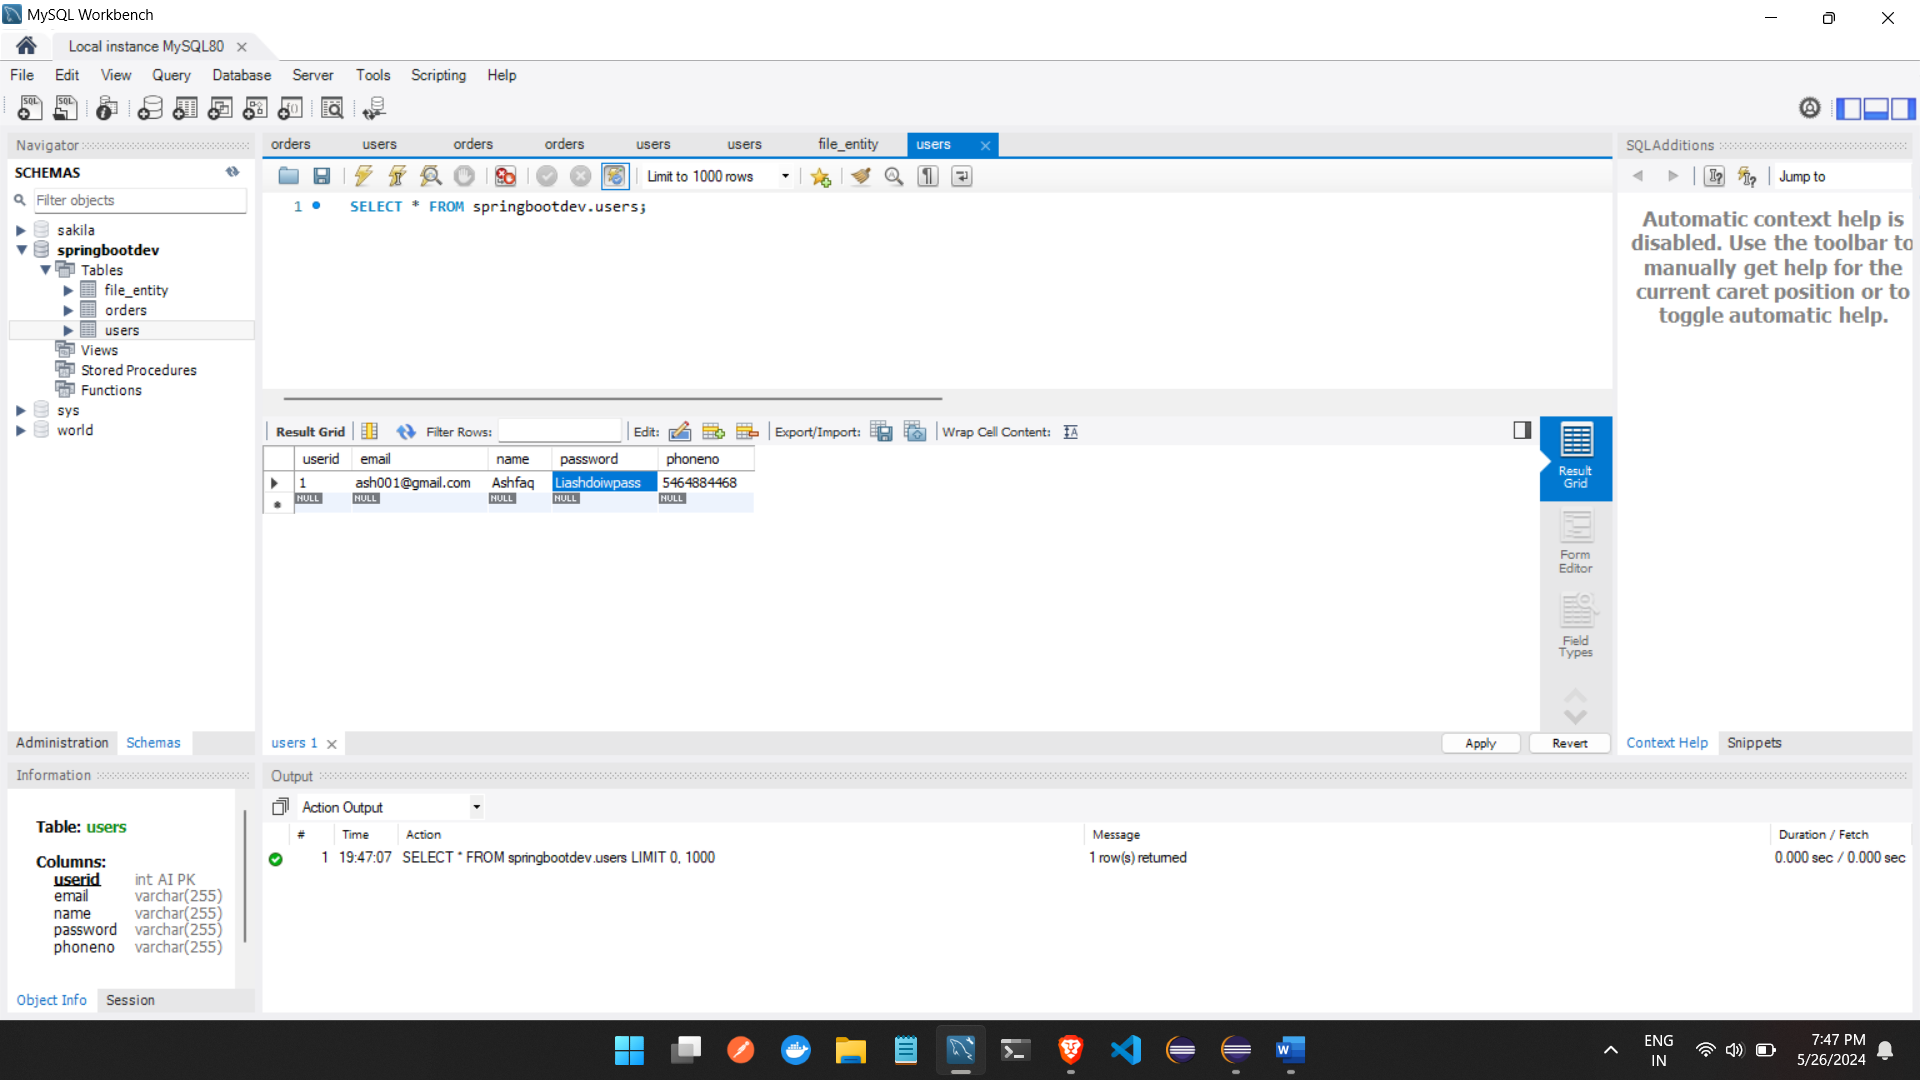 MySQL Workbench
Local instance MySQL80
File Edit View Query Database Server Tools Scripting Help
Navigator
SCHEMAS
Filter objects
sakila
springbootdev
Tables
file_entity
orders
users
Views
Stored Procedures
Functions
sys
world
Administration Schemas
Information
Table: users
Columns:
userid int AI PK
email varchar(255)
name varchar(255)
password varchar(255)
phoneno varchar(255)
Object Info Session
orders users orders orders users users file_entity users
Limit to 1000 rows
1 SELECT * FROM springbootdev.users;
Result Grid Filter Rows: Edit: Export/Import: Wrap Cell Content:
userid email name password phoneno
1 ash001@gmail.com Ashfaq Liashdoiwpass 5464884468
NULL NULL NULL NULL NULL
Result
Grid
Form
Editor
Field
Types
users 1
Apply Revert
SQLAdditions
Jump to
Automatic context help is
disabled. Use the toolbar to
manually get help for the
current caret position or to
toggle automatic help.
Context Help Snippets
Output
Action Output
# Time Action Message Duration / Fetch
1 19:47:07 SELECT * FROM springbootdev.users LIMIT 0, 1000 1 row(s) returned 0.000 sec / 0.000 sec
ENG
IN
7:47 PM
5/26/2024